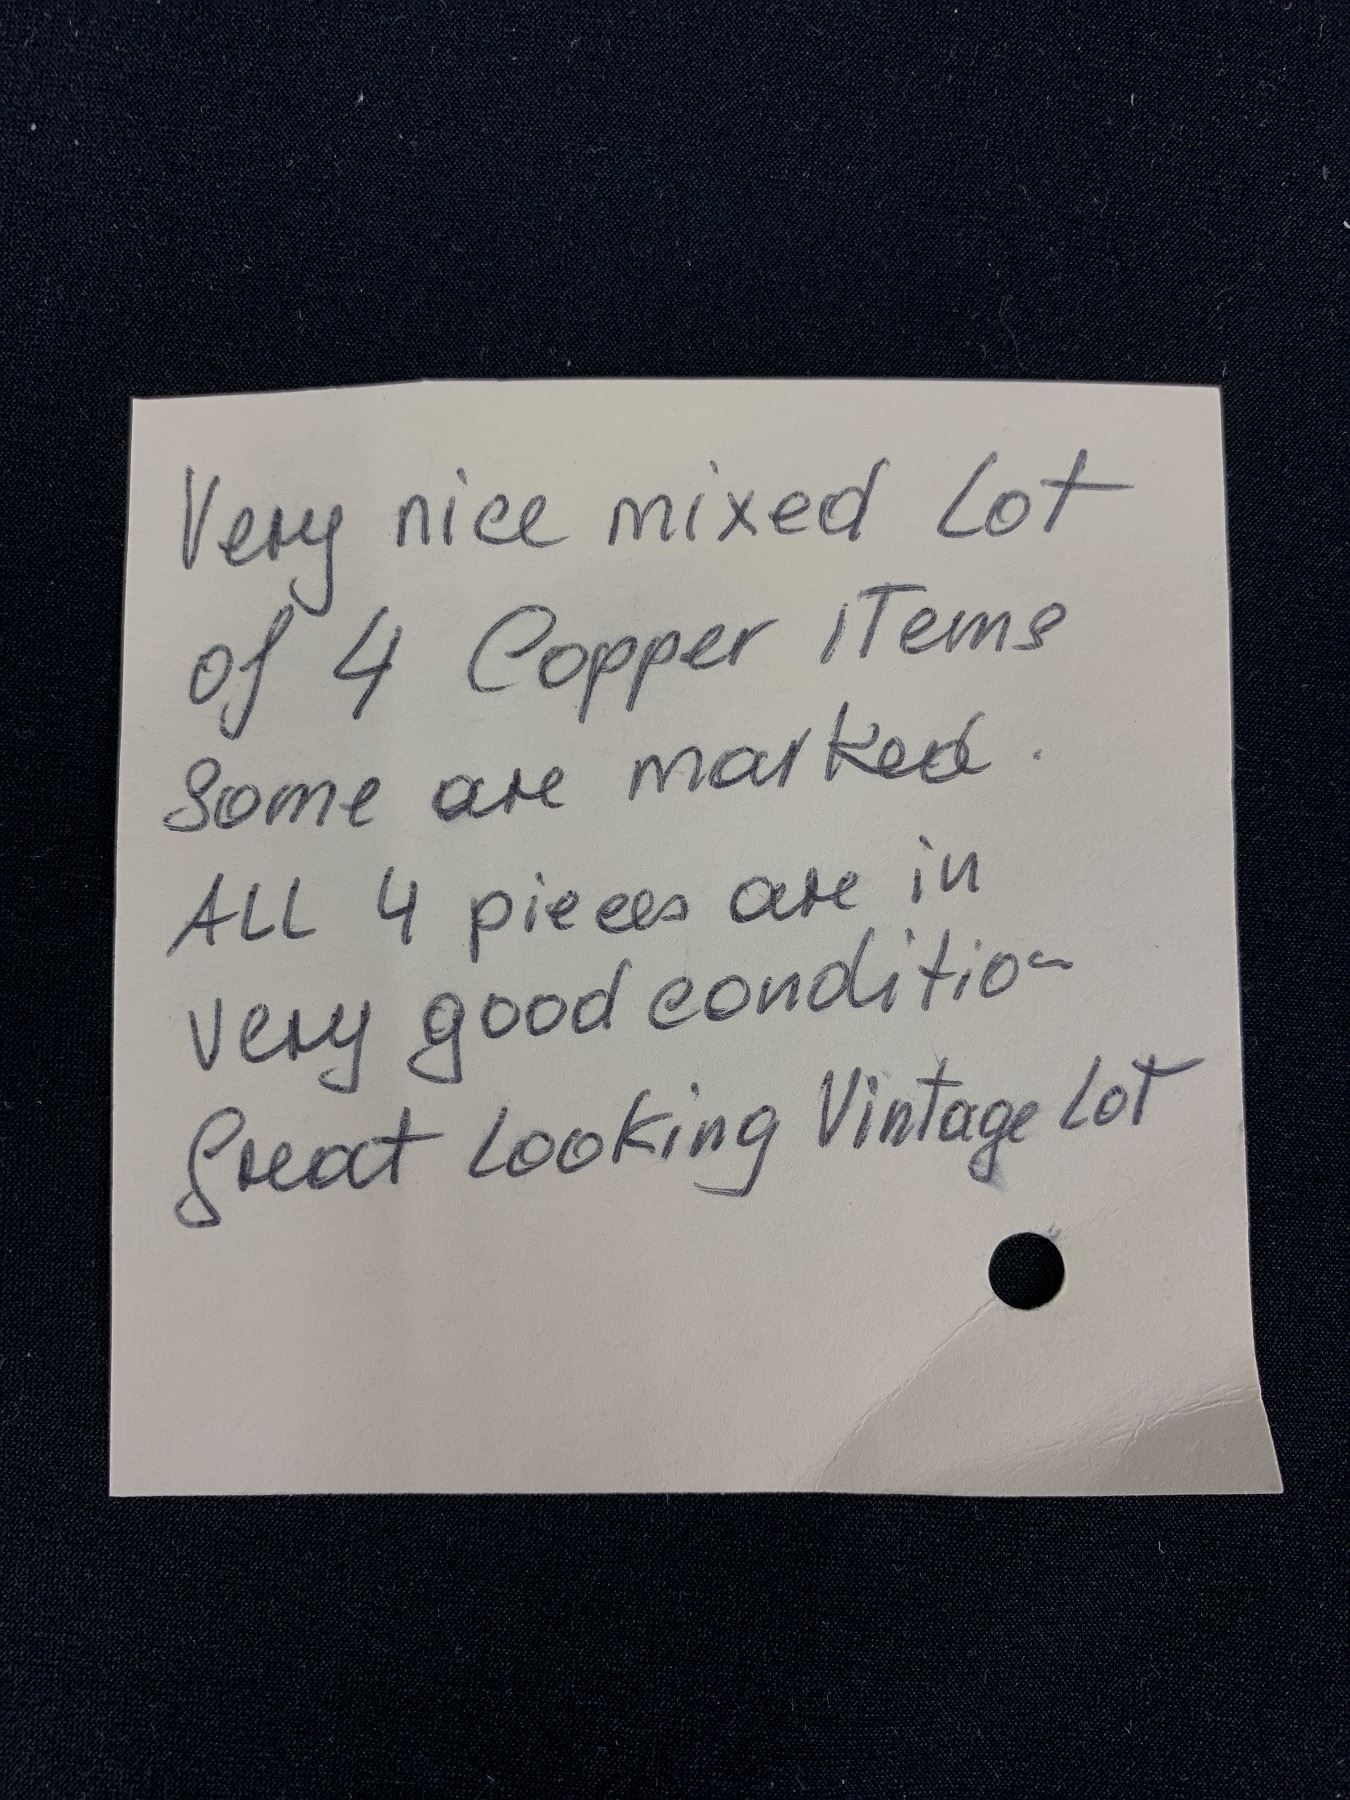 Very nice mixed Lot
of 4 Copper iTems
Some are marked.
ALL 4 pieces are in
very good condition
Great Looking Vintage Lot